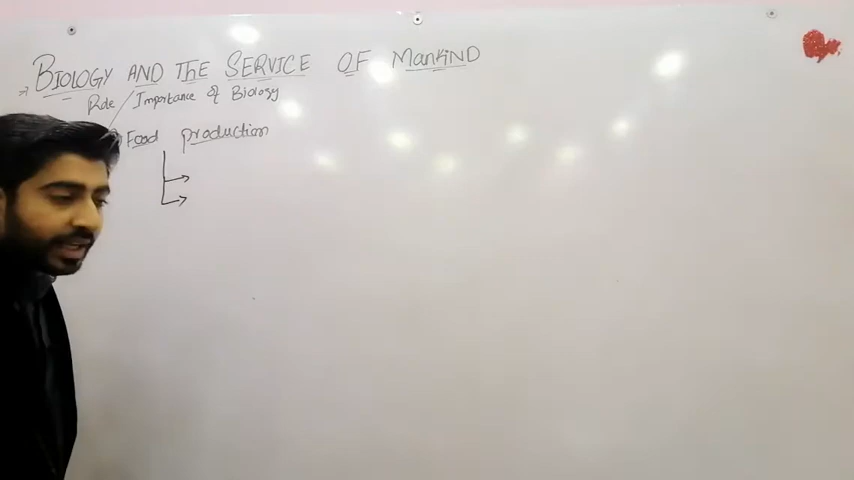 BIOLOGY AND THE SERVICE OF MANKIND
Role / Importance of Biology
Food production